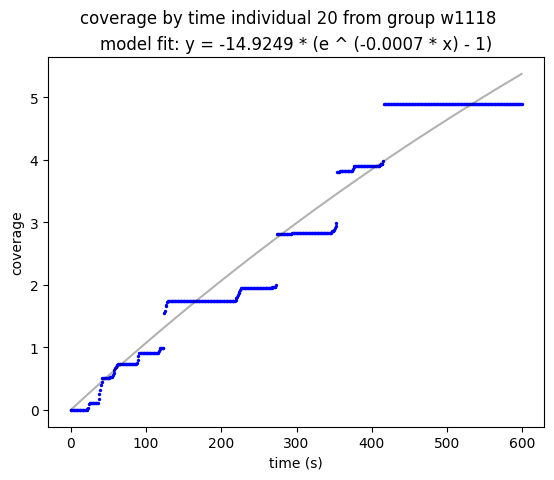 coverage by time individual 20 from group w1118
model fit: y = -14.9249 * (e ^ (-0.0007 * x) - 1)
5
4
3
2
1
0
coverage
0 100 200 300 400 500 600
time (s)